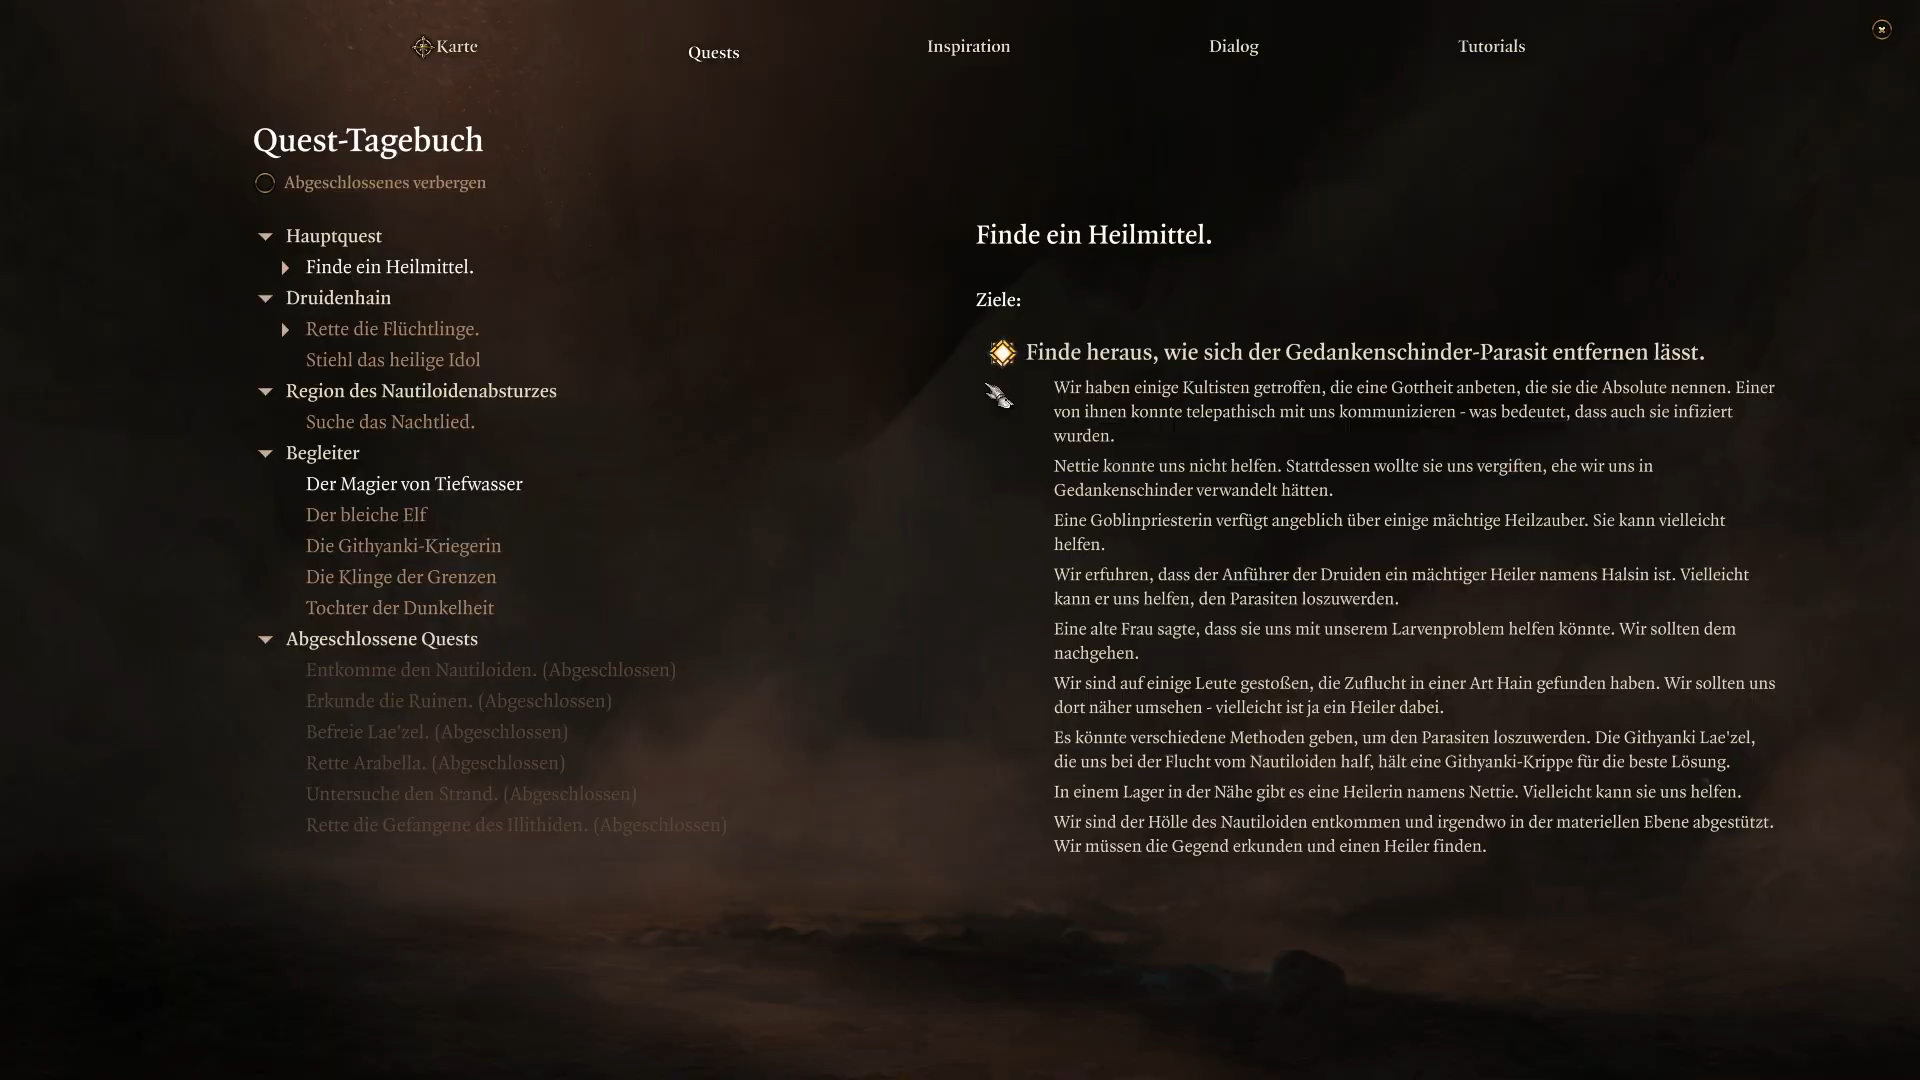 Karte
Quests
Inspiration
Dialog
Tutorials
Quest-Tagebuch
Abgeschlossenes verbergen
Hauptquest
Finde ein Heilmittel.
Druidenhain
Rette die Flüchtlinge.
Stiehl das heilige Idol
Region des Nautiloidenabsturzes
Suche das Nachtlied.
Begleiter
Der Magier von Tiefwasser
Der bleiche Elf
Die Githyanki-Kriegerin
Die Klinge der Grenzen
Tochter der Dunkelheit
Abgeschlossene Quests
Entkomme den Nautiloiden. (Abgeschlossen)
Erkunde die Ruinen. (Abgeschlossen)
Befreie Lae'zel. (Abgeschlossen)
Rette Arabella. (Abgeschlossen)
Untersuche den Strand. (Abgeschlossen)
Rette die Gefangene des Illithiden. (Abgeschlossen)
Finde ein Heilmittel.
Ziele:
Finde heraus, wie sich der Gedankenschinder-Parasit entfernen lässt.
Wir haben einige Kultisten getroffen, die eine Gottheit anbeten, die sie die Absolute nennen. Einer
von ihnen konnte telepathisch mit uns kommunizieren - was bedeutet, dass auch sie infiziert
wurden.
Nettie konnte uns nicht helfen. Stattdessen wollte sie uns vergiften, ehe wir uns in
Gedankenschinder verwandelt hätten.
Eine Goblinpriesterin verfügt angeblich über einige mächtige Heilzauber. Sie kann vielleicht
helfen.
Wir erfuhren, dass der Anführer der Druiden ein mächtiger Heiler namens Halsin ist. Vielleicht
kann er uns helfen, den Parasiten loszuwerden.
Eine alte Frau sagte, dass sie uns mit unserem Larvenproblem helfen könnte. Wir sollten dem
nachgehen.
Wir sind auf einige Leute gestoßen, die Zuflucht in einer Art Hain gefunden haben. Wir sollten uns
dort näher umsehen - vielleicht ist ja ein Heiler dabei.
Es könnte verschiedene Methoden geben, um den Parasiten loszuwerden. Die Githyanki Lae'zel,
die uns bei der Flucht vom Nautiloiden half, hält eine Githyanki-Krippe für die beste Lösung.
In einem Lager in der Nähe gibt es eine Heilerin namens Nettie. Vielleicht kann sie uns helfen.
Wir sind der Hölle des Nautiloiden entkommen und irgendwo in der materiellen Ebene abgestützt.
Wir müssen die Gegend erkunden und einen Heiler finden.